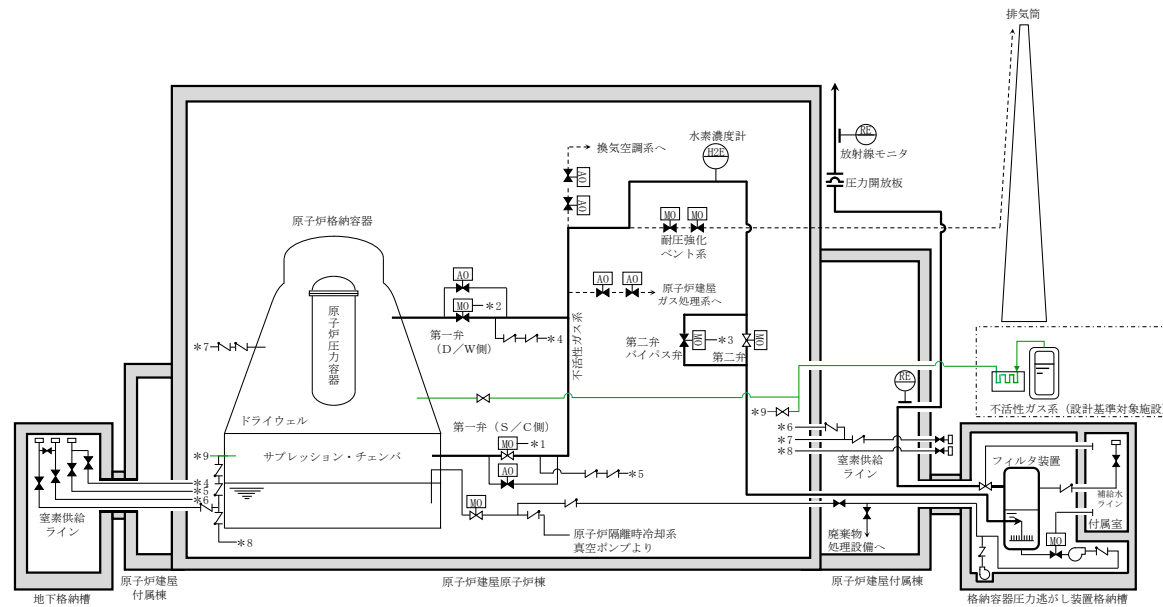 排気筒
RE
放射線モニタ
水素濃度計
H2E
換気空調系へ
AO
AO
圧力開放板
原子炉格納容器
MO
MO
耐圧強化
ベント系
AO
AO
AO
原子炉建屋
ガス処理系へ
MO
*2
原子炉圧力容器
第一弁
(D/W側)
*4
不活性ガス系
第二弁
バイパス弁
MO
*3
第二弁
MO
*7
RE
不活性ガス系(設計基準対象施設)
*9
ドライウェル
第一弁(S/C側)
*6
*7
*8
MO
*1
*9
サプレッション・チェンバ
AO
*5
窒素供給
ライン
フィルタ装置
*4
*5
*6
MO
補給水
ライン
付属室
窒素供給
ライン
*8
原子炉隔離時冷却系
真空ポンプより
廃棄物
処理設備へ
MO
原子炉建屋
付属棟
原子炉建屋原子炉棟
原子炉建屋付属棟
地下格納槽
格納容器圧力逃がし装置格納槽